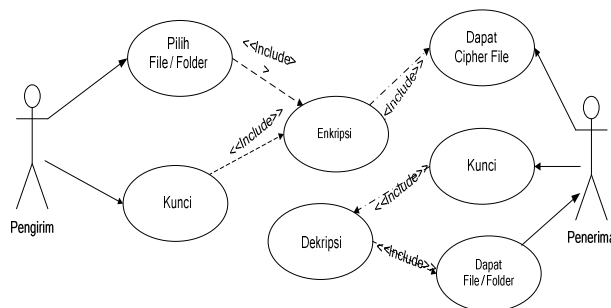 Pilih
File / Folder
<<Include>
>
Dapat
Cipher File
<Include>>
Enkripsi
<<Include>>
Kunci
Pengirim
Kunci
<<Include>>
Penerima
Dekripsi
<<Include>>
Dapat
File / Folder